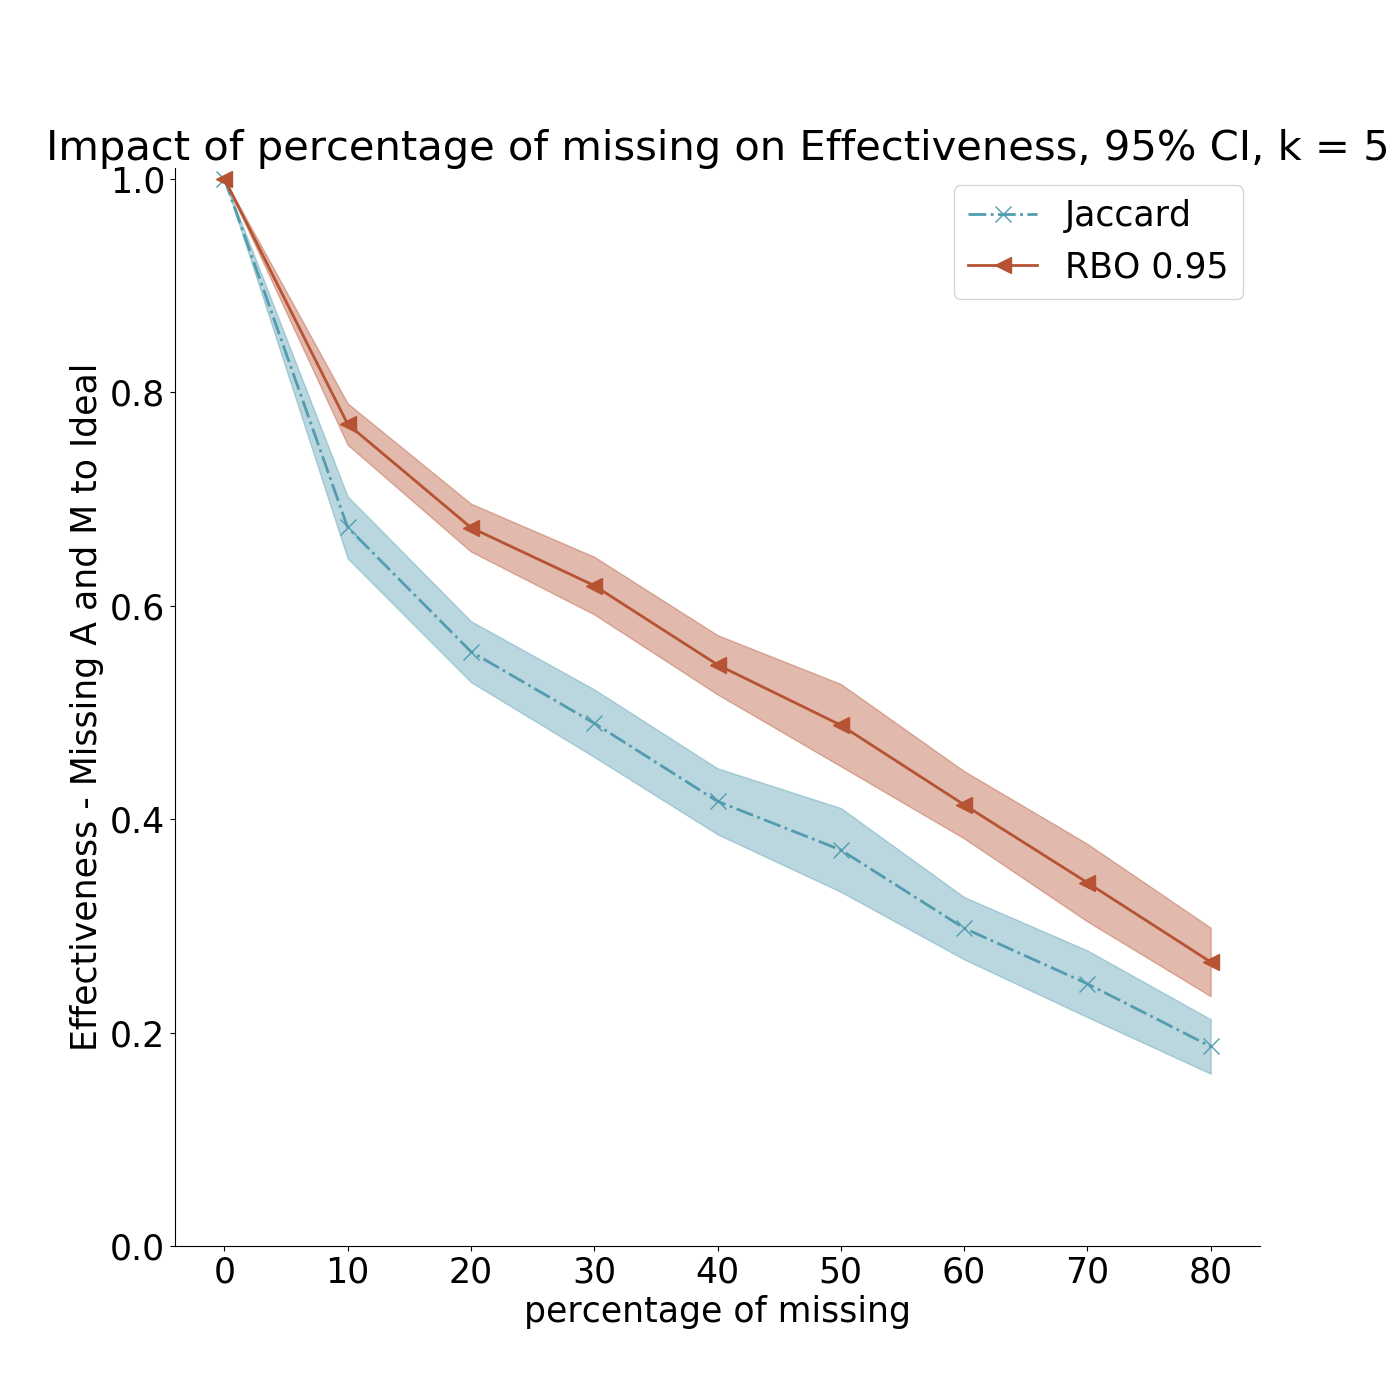 Impact of percentage of missing on Effectiveness, 95% CI, k = 5
Jaccard
RBO 0.95
Effectiveness - Missing A and M to Ideal
1.0
0.8
0.6
0.4
0.2
0.0
0 10 20 30 40 50 60 70 80
percentage of missing